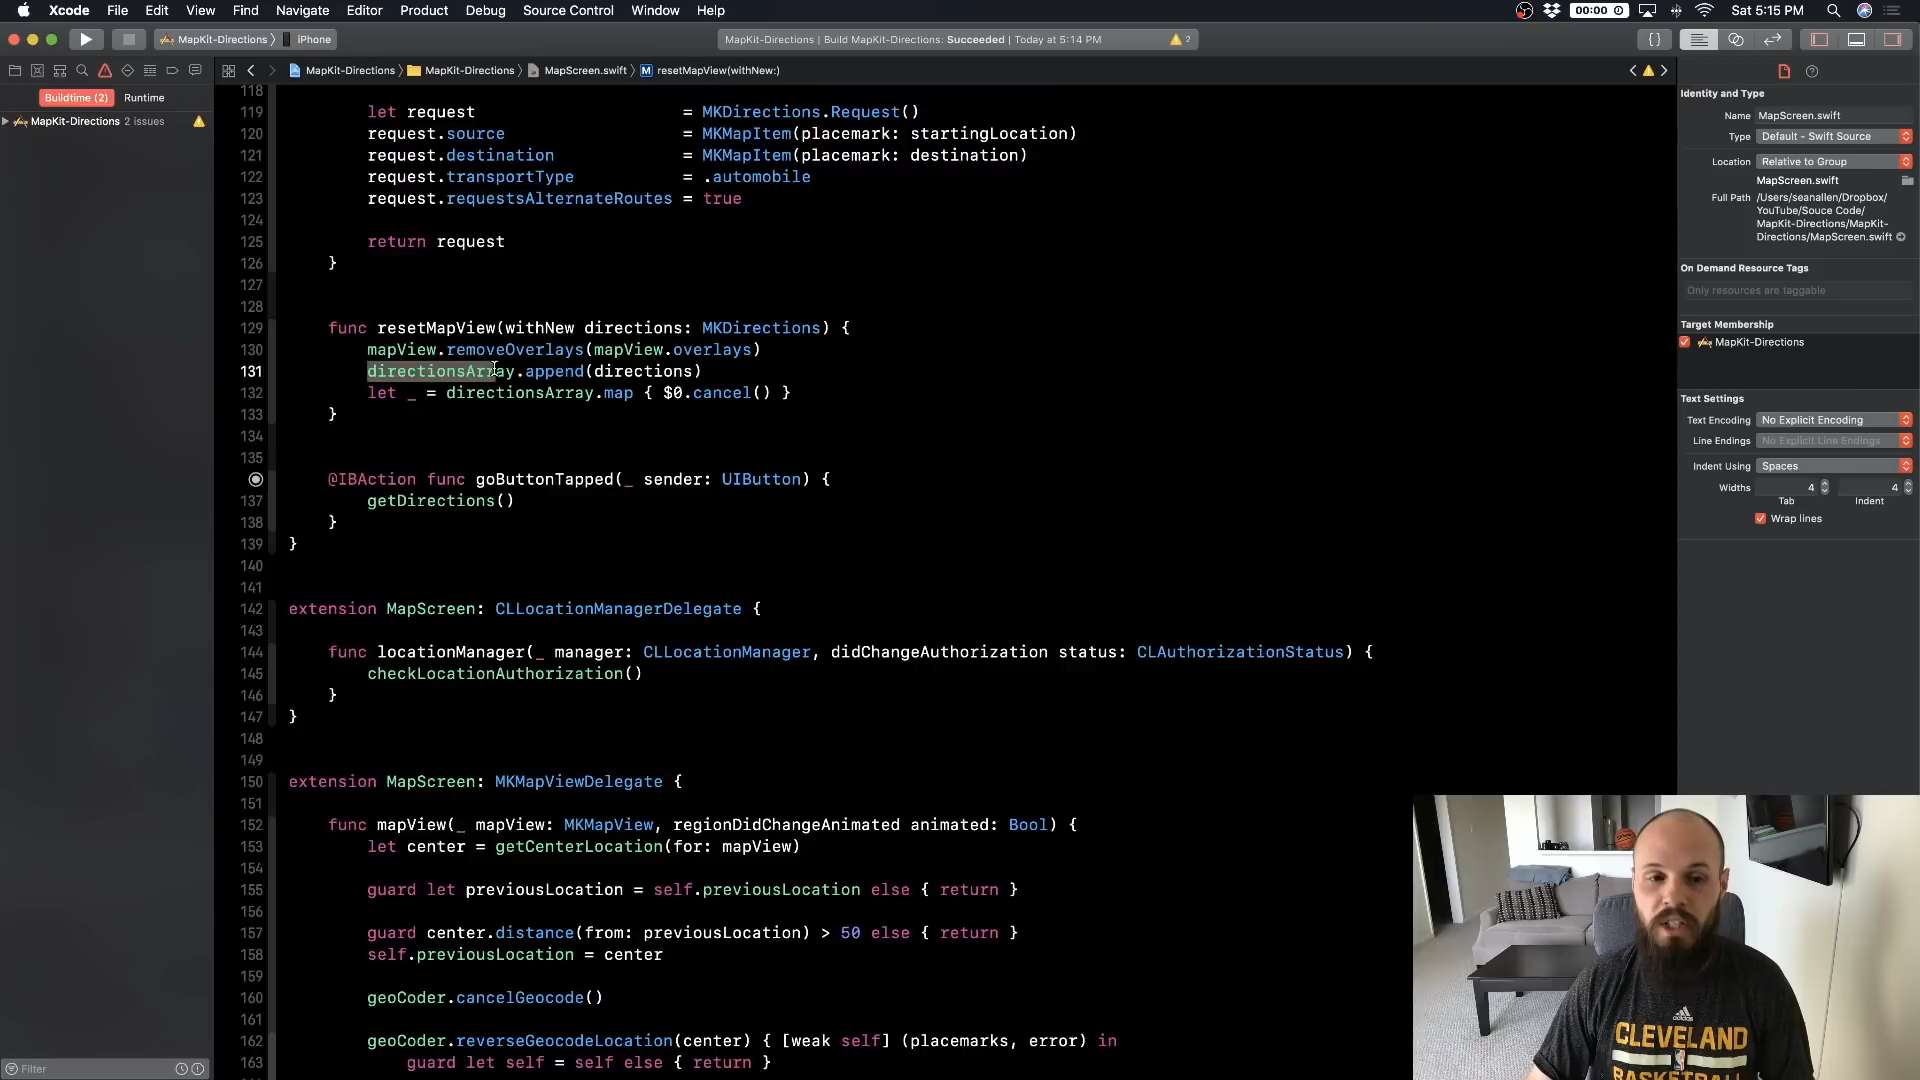 Xcode File Edit View Find Navigate Editor Product Debug Source Control Window Help 00:00 Sat 5:15 PM
MapKit-Directions iPhone MapKit-Directions | Build MapKit-Directions: Succeeded | Today at 5:14 PM 2
MapKit-Directions MapKit-Directions MapScreen.swift M resetMapView(withNew:)
Buildtime (2) Runtime
MapKit-Directions 2 issues
118
119 let request = MKDirections.Request()
120 request.source = MKMapItem(placemark: startingLocation)
121 request.destination = MKMapItem(placemark: destination)
122 request.transportType = .automobile
123 request.requestsAlternateRoutes = true
124
125 return request
126 }
127
128
129 func resetMapView(withNew directions: MKDirections) {
130 mapView.removeOverlays(mapView.overlays)
131 directionsArray.append(directions)
132 let _ = directionsArray.map { $0.cancel() }
133 }
134
135
@IBAction func goButtonTapped(_ sender: UIButton) {
137 getDirections()
138 }
139 }
140
141
142 extension MapScreen: CLLocationManagerDelegate {
143
144 func locationManager(_ manager: CLLocationManager, didChangeAuthorization status: CLAuthorizationStatus) {
145 checkLocationAuthorization()
146 }
147 }
148
149
150 extension MapScreen: MKMapViewDelegate {
151
152 func mapView(_ mapView: MKMapView, regionDidChangeAnimated animated: Bool) {
153 let center = getCenterLocation(for: mapView)
154
155 guard let previousLocation = self.previousLocation else { return }
156
157 guard center.distance(from: previousLocation) > 50 else { return }
158 self.previousLocation = center
159
160 geoCoder.cancelGeocode()
161
162 geoCoder.reverseGeocodeLocation(center) { [weak self] (placemarks, error) in
163 guard let self = self else { return }
Filter
Identity and Type
Name MapScreen.swift
Type Default - Swift Source
Location Relative to Group
MapScreen.swift
Full Path /Users/seanallen/Dropbox/
YouTube/Souce Code/
MapKit-Directions/MapKit-
Directions/MapScreen.swift
On Demand Resource Tags
Only resources are taggable
Target Membership
MapKit-Directions
Text Settings
Text Encoding No Explicit Encoding
Line Endings No Explicit Line Endings
Indent Using Spaces
Widths 4 4
Tab Indent
Wrap lines
adidas
CLEVELAND
BASKETBALL